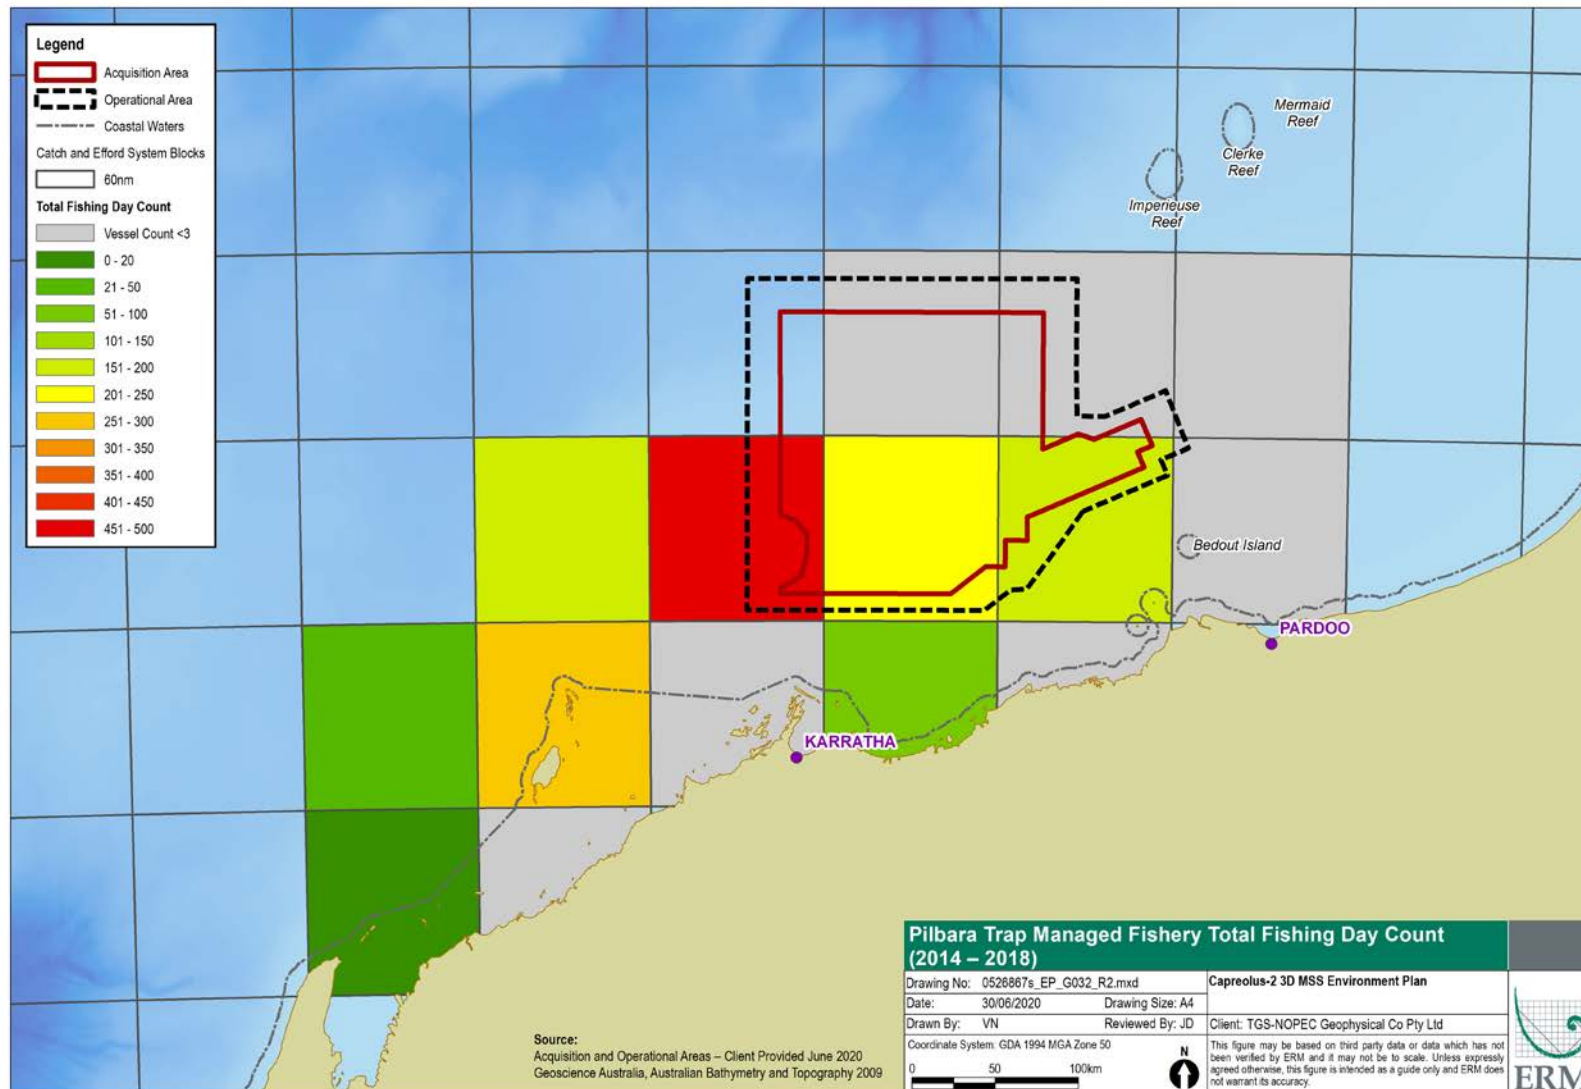 Legend
Acquisition Area
Operational Area
Coastal Waters
Catch and Efford System Blocks
60nm
Total Fishing Day Count
Vessel Count <3
0 - 20
21 - 50
51 - 100
101 - 150
151 - 200
201 - 250
251 - 300
301 - 350
351 - 400
401 - 450
451 - 500
Mermaid
Reef
Clerke
Reef
Imperieuse
Reef
Bedout Island
PARDOO
KARRATHA
Source:
Acquisition and Operational Areas – Client Provided June 2020
Geoscience Australia, Australian Bathymetry and Topography 2009
Pilbara Trap Managed Fishery Total Fishing Day Count
(2014 – 2018)
Drawing No: 0526867s_EP_G032_R2.mxd
Capreolus-2 3D MSS Environment Plan
Date: 30/06/2020 Drawing Size: A4
Drawn By: VN Reviewed By: JD
Client: TGS-NOPEC Geophysical Co Pty Ltd
Coordinate System: GDA 1994 MGA Zone 50
0 50 100km
N
This figure may be based on third party data or data which has not
been verified by ERM and it may not be to scale. Unless expressly
agreed otherwise, this figure is intended as a guide only and ERM does
not warrant its accuracy.
ERM